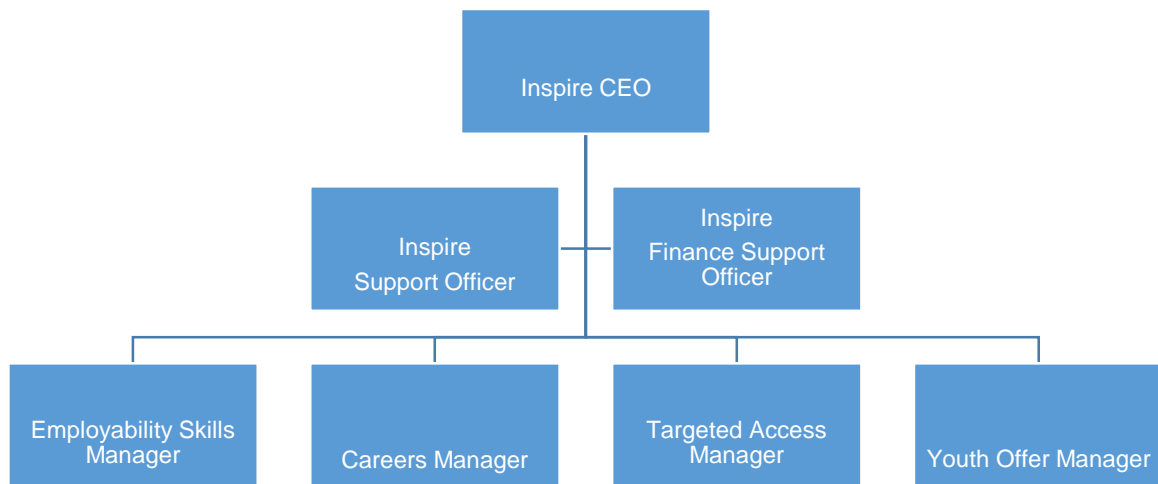 Inspire CEO
Inspire
Support Officer
Inspire
Finance Support
Officer
Employability Skills
Manager
Careers Manager
Targeted Access
Manager
Youth Offer Manager